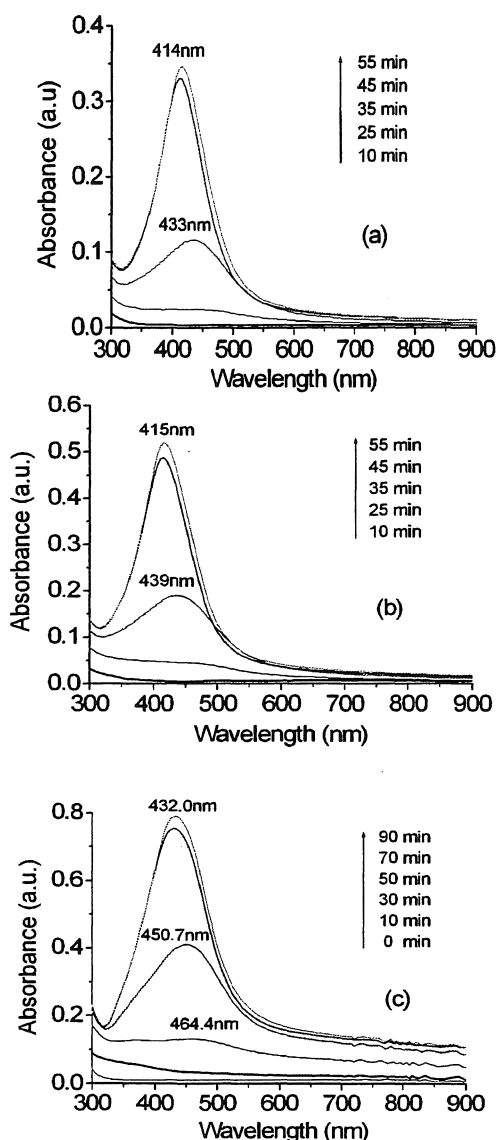 414nm
55 min
45 min
35 min
25 min
10 min
433nm
(a)
Absorbance (a.u)
0.4
0.3
0.2
0.1
0.0
300 400 500 600 700 800 900
Wavelength (nm)
415nm
55 min
45 min
35 min
25 min
10 min
439nm
(b)
Absorbance (a.u.)
0.6
0.5
0.4
0.3
0.2
0.1
0.0
300 400 500 600 700 800 900
Wavelength (nm)
432.0nm
90 min
70 min
50 min
30 min
10 min
0 min
450.7nm
464.4nm
(c)
Absorbance (a.u.)
0.8
0.6
0.4
0.2
0.0
300 400 500 600 700 800 900
Wavelength (nm)